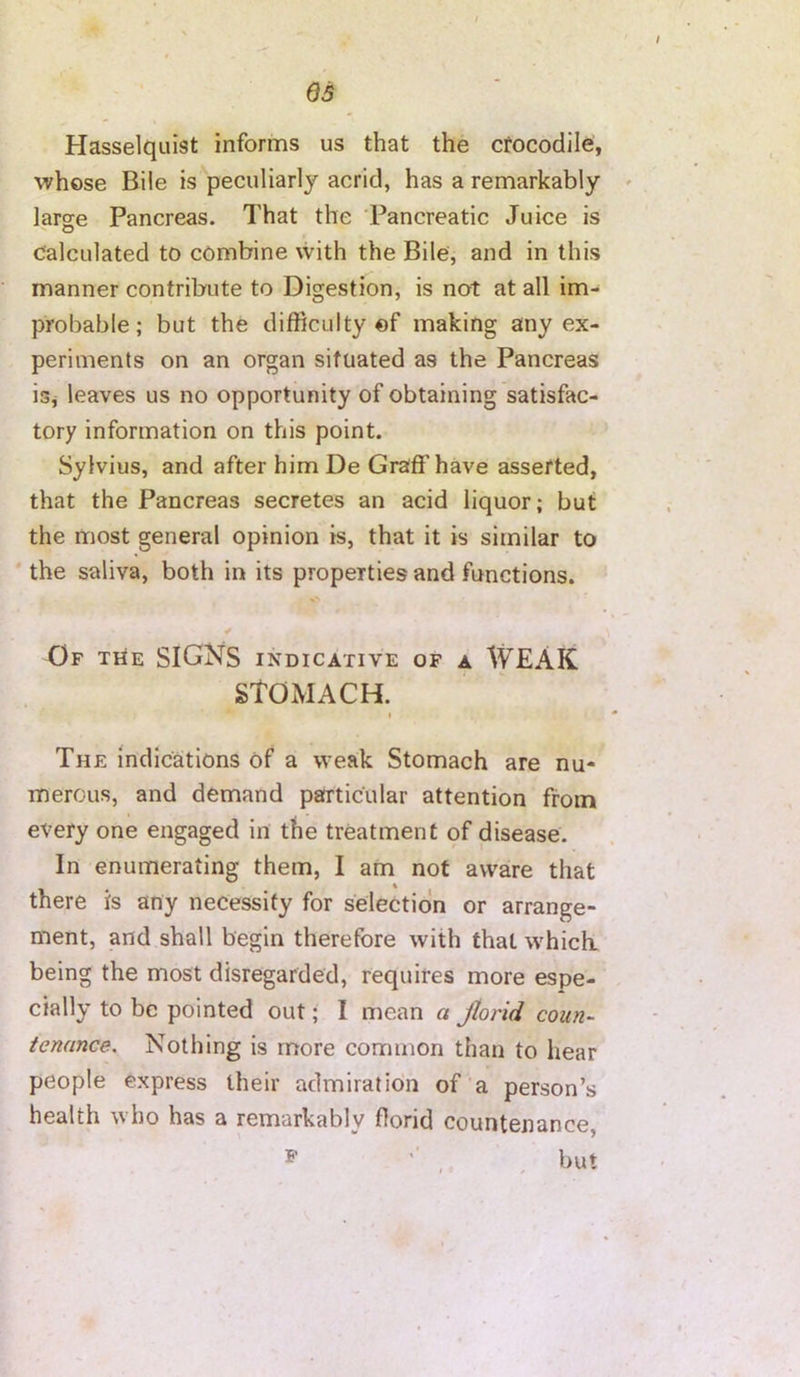 65
Hasselquist informs us that the crocodile,
whose Bile is peculiarly acrid, has a remarkably
large Pancreas. That the Pancreatic Juice is
calculated to combine with the Bile, and in this
manner contribute to Digestion, is not at all im-
probable; but the difficulty of making any ex-
periments on an organ situated as the Pancreas
is, leaves us no opportunity of obtaining satisfac-
tory information on this point.
Sylvius, and after him De Graff have asserted,
that the Pancreas secretes an acid liquor; but
the most general opinion is, that it is similar to
the saliva, both in its properties and functions.
Of the SIGNS indicative of a WEAK
STOMACH.
The indications of a weak Stomach are nu-
merous, and demand particular attention from
every one engaged in the treatment of disease.
In enumerating them, I am not aware that
there is any necessity for selection or arrange-
ment, and shall begin therefore with that which
being the most disregarded, requires more espe-
cially to be pointed out; I mean a florid coun-
tenance. Nothing is more common than to hear
people express their admiration of a person's
health who has a remarkably florid countenance,
F but